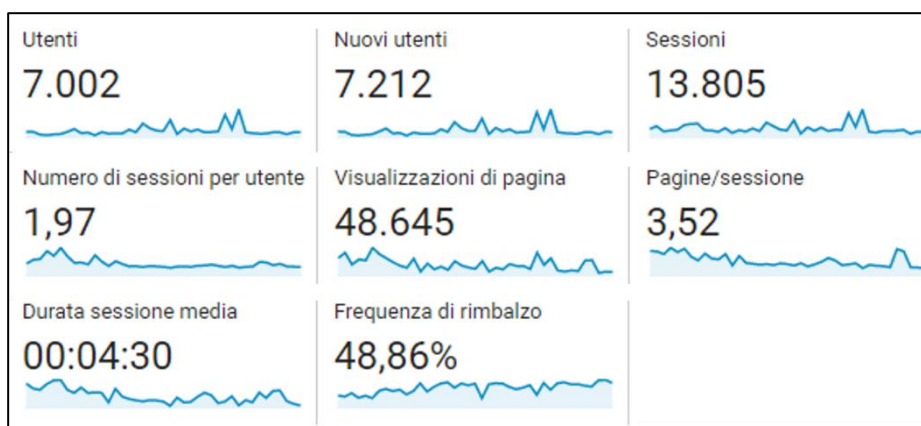 Utenti
7.002
Nuovi utenti
7.212
Sessioni
13.805
Numero di sessioni per utente
1,97
Visualizzazioni di pagina
48.645
Pagine/sessione
3,52
Durata sessione media
00:04:30
Frequenza di rimbalzo
48,86%